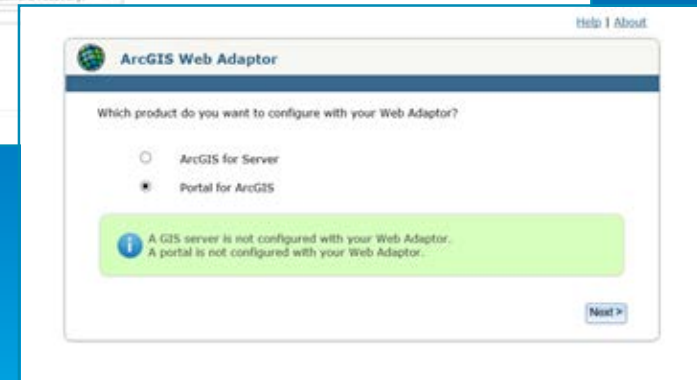 Help | About
ArcGIS Web Adaptor
Which product do you want to configure with your Web Adaptor?
ArcGIS for Server
Portal for ArcGIS
A GIS server is not configured with your Web Adaptor.
A portal is not configured with your Web Adaptor.
Next >